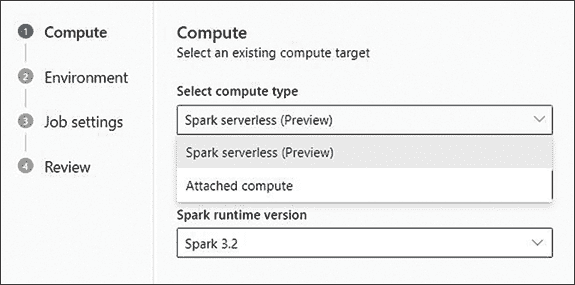 1 Compute
2 Environment
3 Job settings
4 Review
Compute
Select an existing compute target
Select compute type
Spark serverless (Preview)
Spark serverless (Preview)
Attached compute
Spark runtime version
Spark 3.2